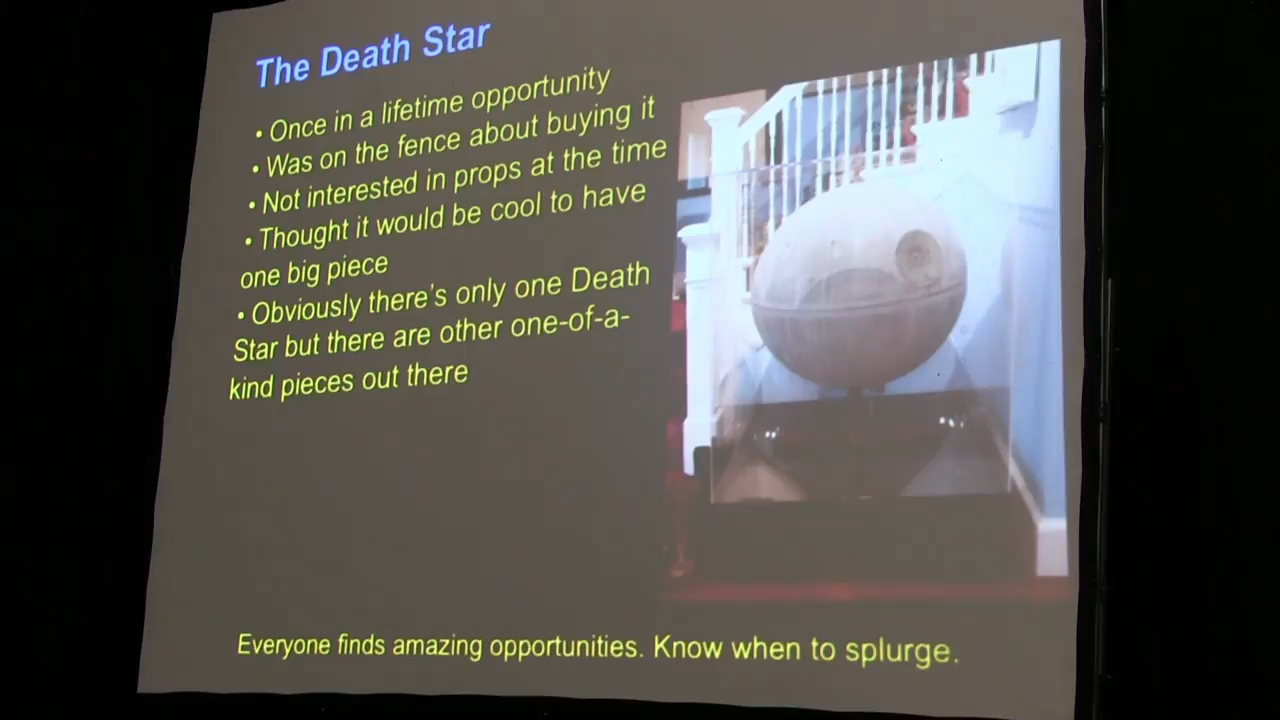 The Death Star
• Once in a lifetime opportunity
• Was on the fence about buying it
• Not interested in props at the time
• Thought it would be cool to have
one big piece
• Obviously there's only one Death
Star but there are other one-of-a-
kind pieces out there
Everyone finds amazing opportunities. Know when to splurge.